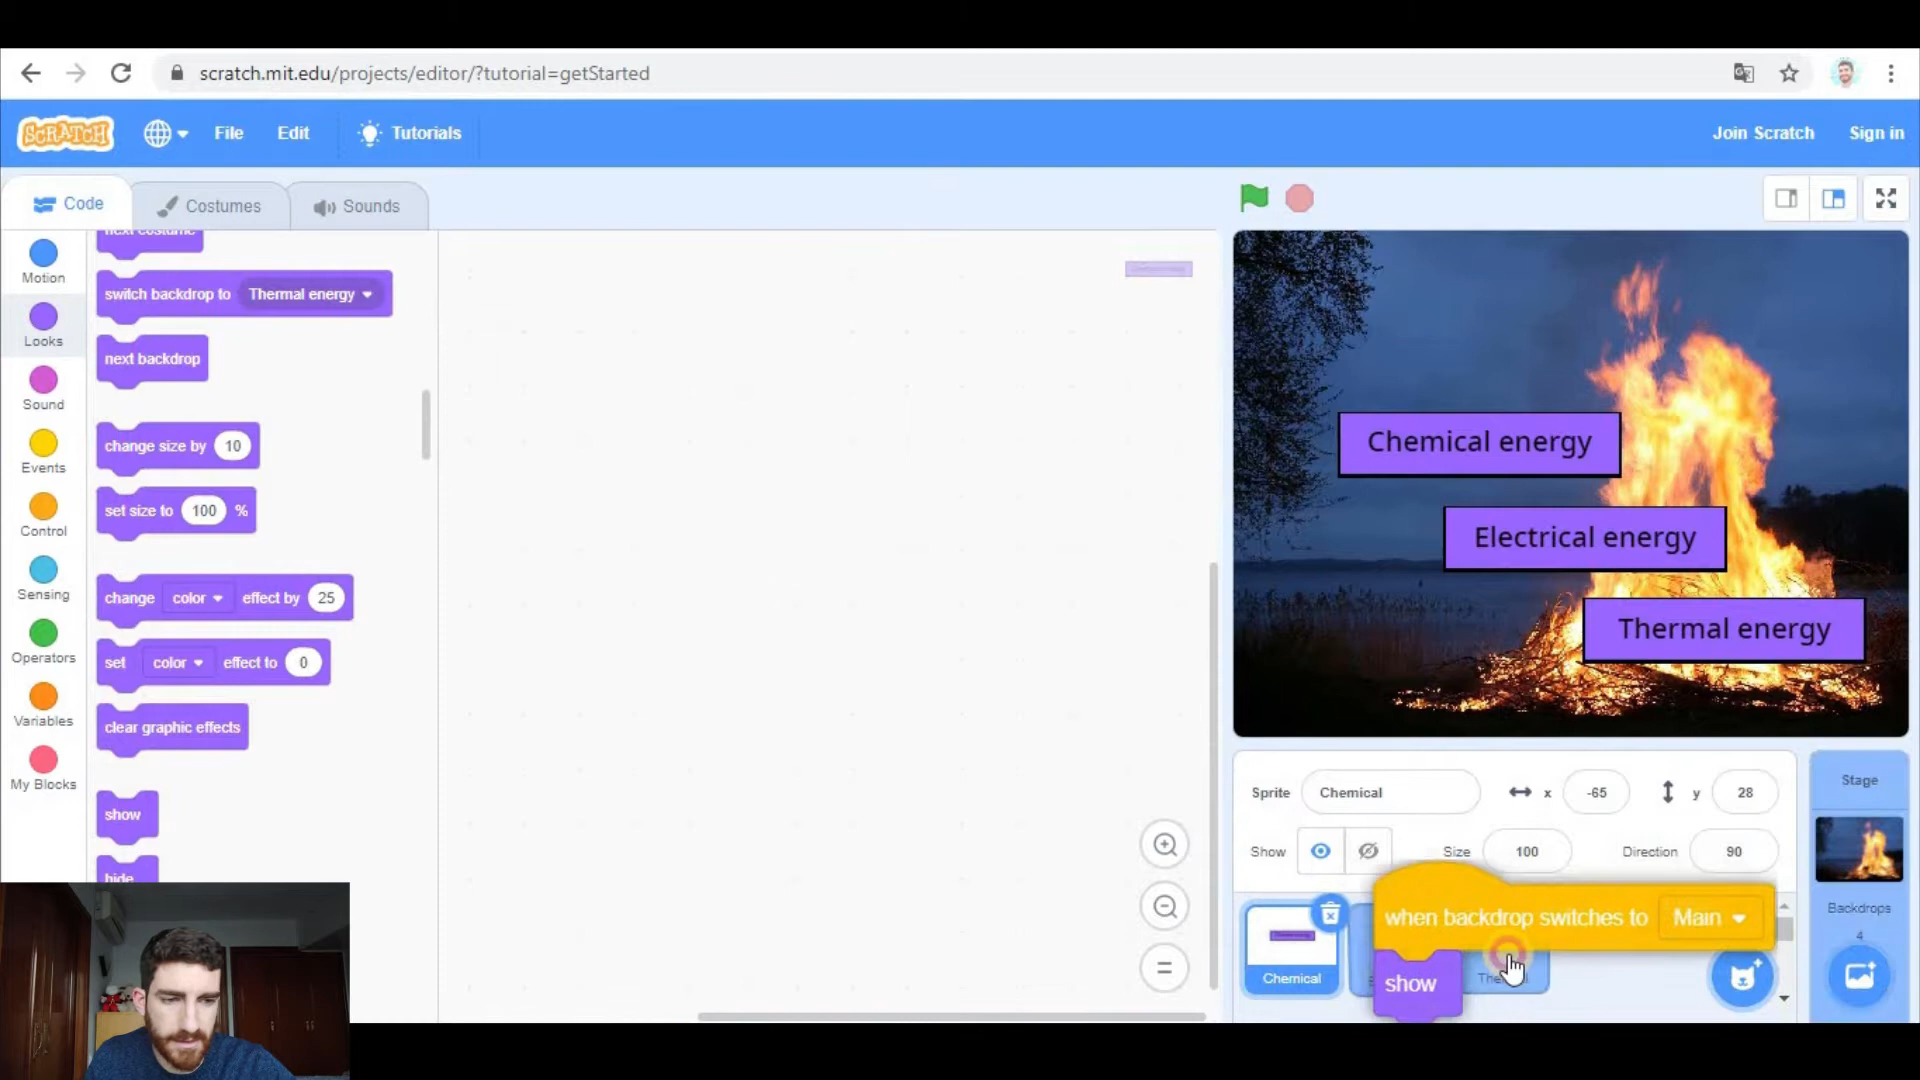 scratch.mit.edu/projects/editor/?tutorial=getStarted
SCRATCH File Edit Tutorials Join Scratch Sign in
Code Costumes Sounds
Motion
Looks
Sound
Events
Control
Sensing
Operators
Variables
My Blocks
next costume
switch backdrop to Thermal energy
next backdrop
change size by 10
set size to 100 %
change color effect by 25
set color effect to 0
clear graphic effects
show
hide
Chemical energy
Electrical energy
Thermal energy
Sprite Chemical x -65 y 28
Show Size 100 Direction 90
when backdrop switches to Main
show
Chemical
Stage
Backdrops
4